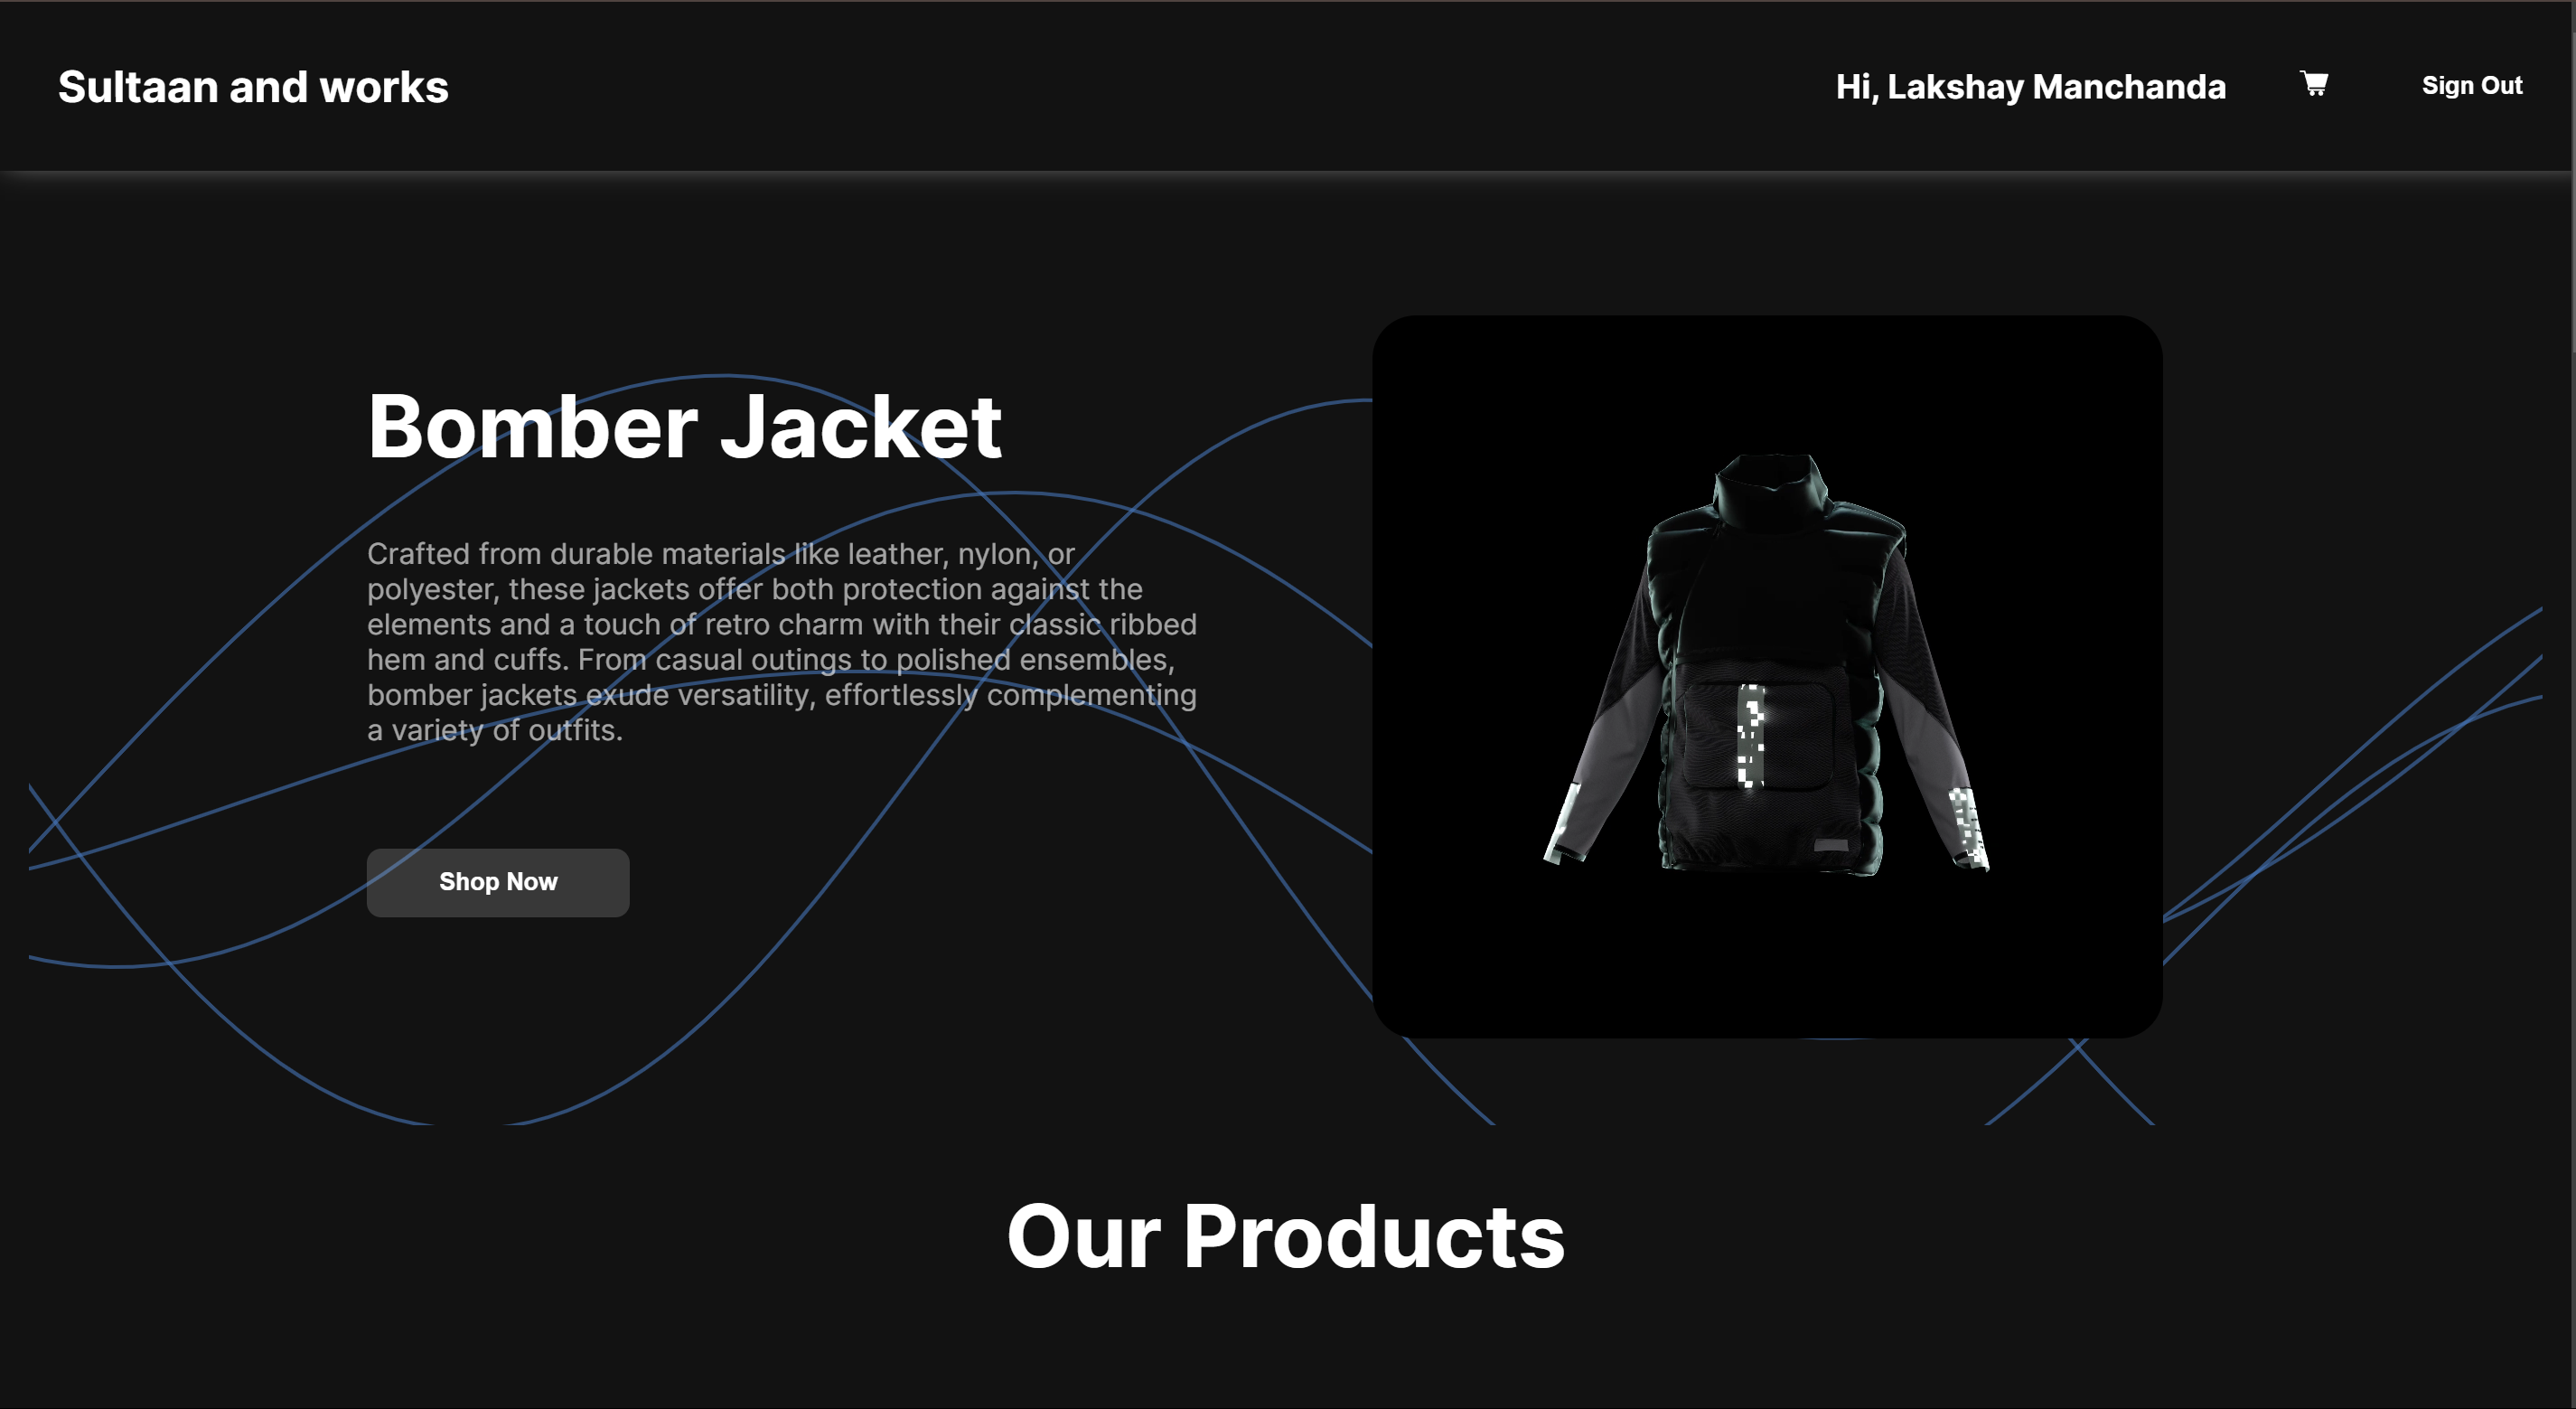 Sultaan and works
Hi, Lakshay Manchanda
Sign Out
Bomber Jacket
Crafted from durable materials like leather, nylon, or
polyester, these jackets offer both protection against the
elements and a touch of retro charm with their classic ribbed
hem and cuffs. From casual outings to polished ensembles,
bomber jackets exude versatility, effortlessly complementing
a variety of outfits.
Shop Now
Our Products